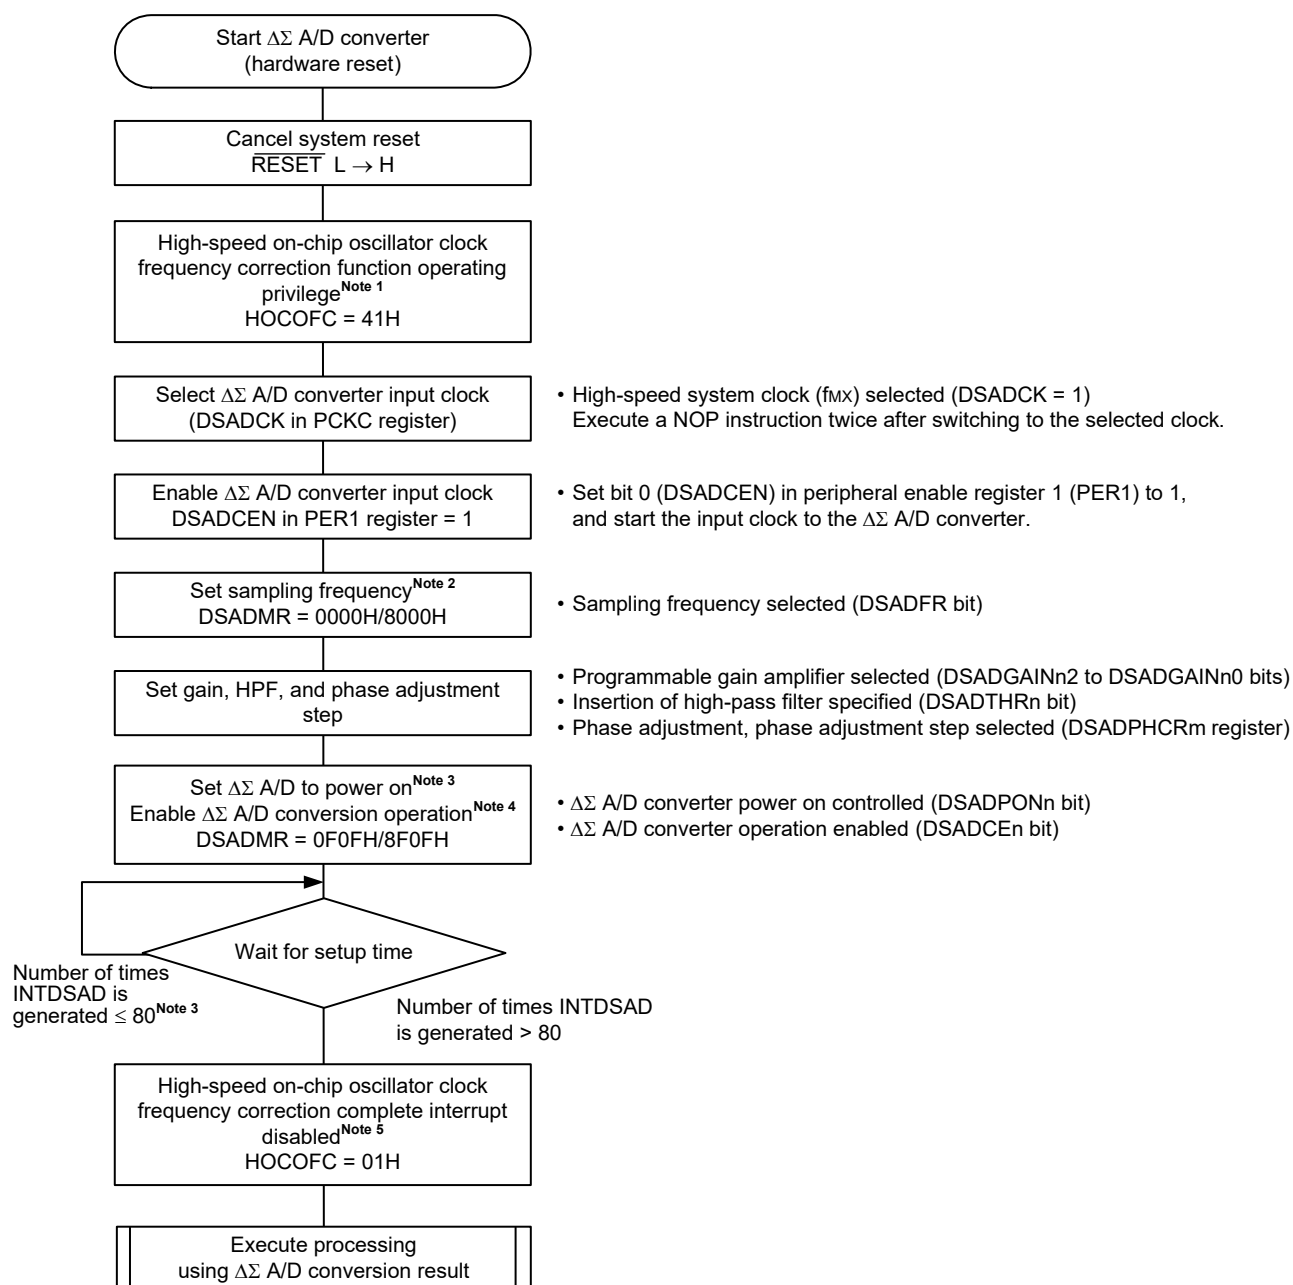 Start ΔΣ A/D converter
(hardware reset)
Cancel system reset
RESET L → H
High-speed on-chip oscillator clock
frequency correction function operating
privilegeNote 1
HOCOFC = 41H
Select ΔΣ A/D converter input clock
(DSADCK in PCKC register)
• High-speed system clock (fMX) selected (DSADCK = 1)
Execute a NOP instruction twice after switching to the selected clock.
Enable ΔΣ A/D converter input clock
DSADCEN in PER1 register = 1
• Set bit 0 (DSADCEN) in peripheral enable register 1 (PER1) to 1,
and start the input clock to the ΔΣ A/D converter.
Set sampling frequencyNote 2
DSADMR = 0000H/8000H
• Sampling frequency selected (DSADFR bit)
Set gain, HPF, and phase adjustment
step
• Programmable gain amplifier selected (DSADGAINn2 to DSADGAINn0 bits)
• Insertion of high-pass filter specified (DSADTHRn bit)
• Phase adjustment, phase adjustment step selected (DSADPHCRm register)
Set ΔΣ A/D to power onNote 3
Enable ΔΣ A/D conversion operationNote 4
DSADMR = 0F0FH/8F0FH
• ΔΣ A/D converter power on controlled (DSADPONn bit)
• ΔΣ A/D converter operation enabled (DSADCEn bit)
Wait for setup time
Number of times
INTDSAD is
generated ≤ 80Note 3
Number of times INTDSAD
is generated > 80
High-speed on-chip oscillator clock
frequency correction complete interrupt
disabledNote 5
HOCOFC = 01H
Execute processing
using ΔΣ A/D conversion result